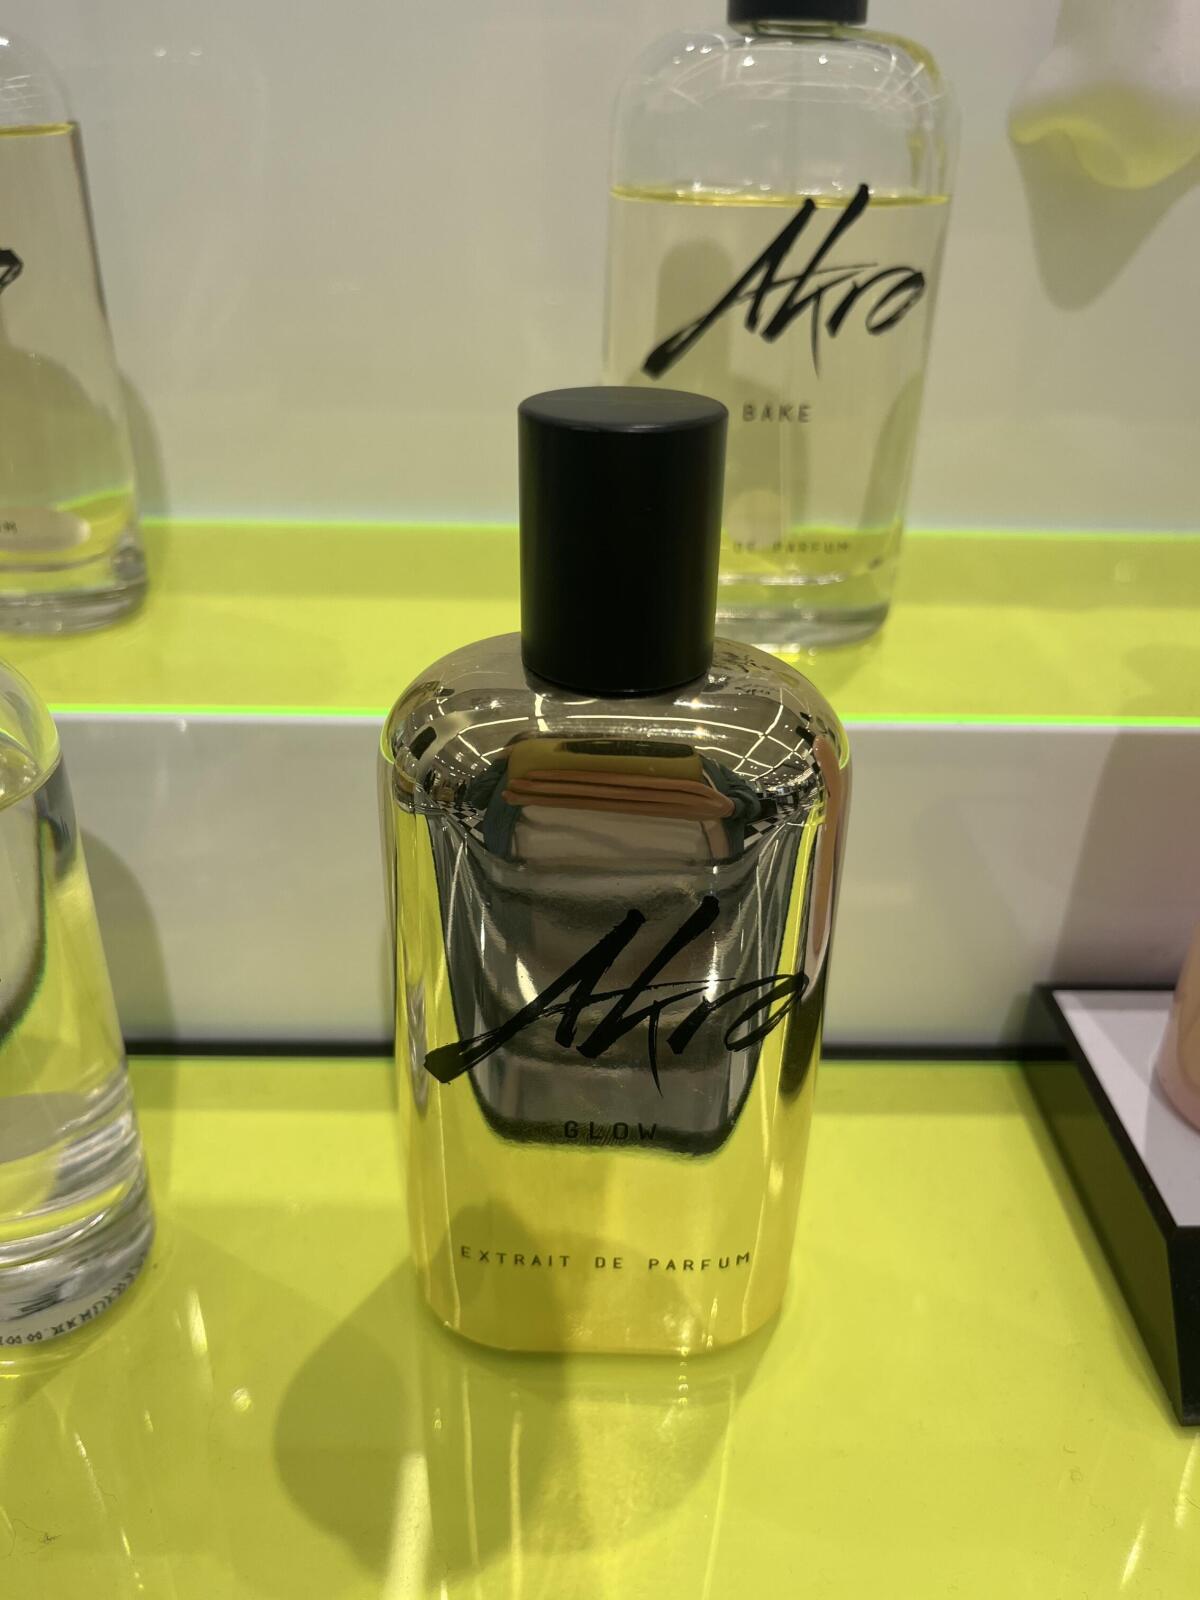 Akro
BAKE
DE PARFUM
Akro
GLOW
EXTRAIT DE PARFUM